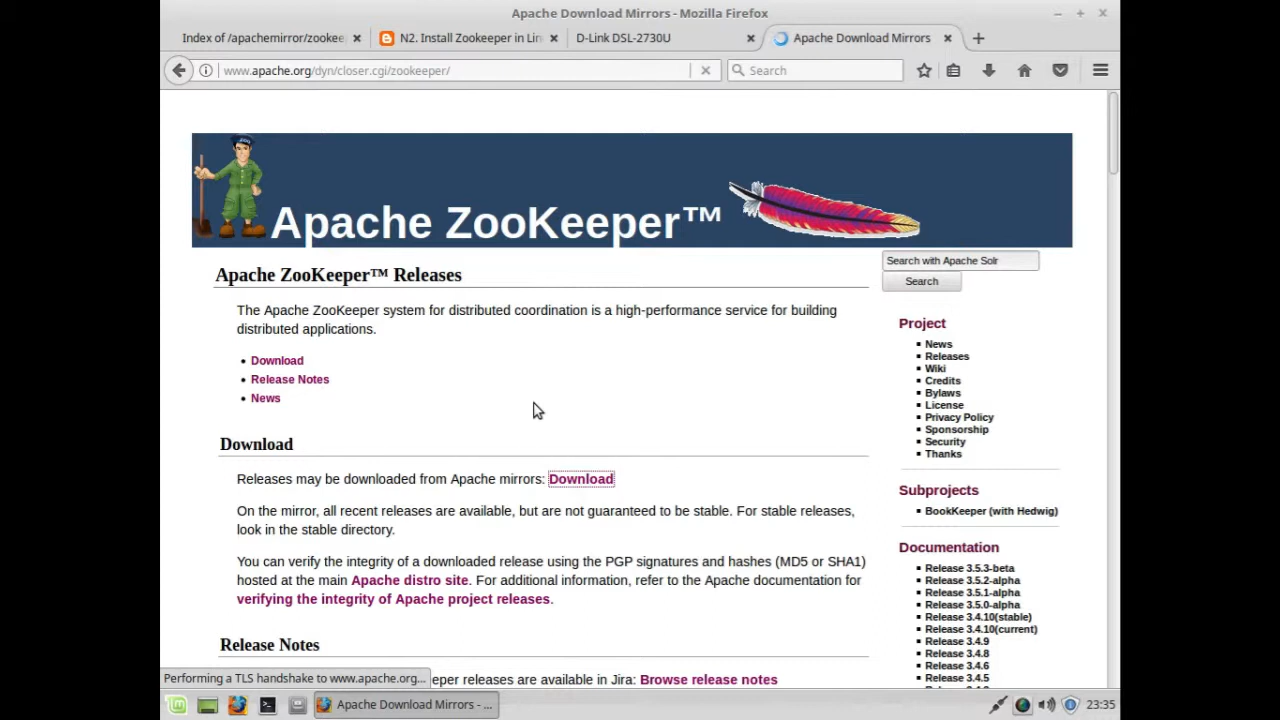 Apache Download Mirrors - Mozilla Firefox
Index of /apachemirror/zookee
N2. Install Zookeeper in Lin
D-Link DSL-2730U
Apache Download Mirrors
www.apache.org/dyn/closer.cgi/zookeeper/
Search
Apache ZooKeeper™
Apache ZooKeeper™ Releases
The Apache ZooKeeper system for distributed coordination is a high-performance service for building
distributed applications.
Download
Release Notes
News
Download
Releases may be downloaded from Apache mirrors: Download
On the mirror, all recent releases are available, but are not guaranteed to be stable. For stable releases,
look in the stable directory.
You can verify the integrity of a downloaded release using the PGP signatures and hashes (MD5 or SHA1)
hosted at the main Apache distro site. For additional information, refer to the Apache documentation for
verifying the integrity of Apache project releases.
Release Notes
eper releases are available in Jira: Browse release notes
Search with Apache Solr
Search
Project
News
Releases
Wiki
Credits
Bylaws
License
Privacy Policy
Sponsorship
Security
Thanks
Subprojects
BookKeeper (with Hedwig)
Documentation
Release 3.5.3-beta
Release 3.5.2-alpha
Release 3.5.1-alpha
Release 3.5.0-alpha
Release 3.4.10(stable)
Release 3.4.10(current)
Release 3.4.9
Release 3.4.8
Release 3.4.6
Release 3.4.5
Performing a TLS handshake to www.apache.org...
Apache Download Mirrors - ...
23:35